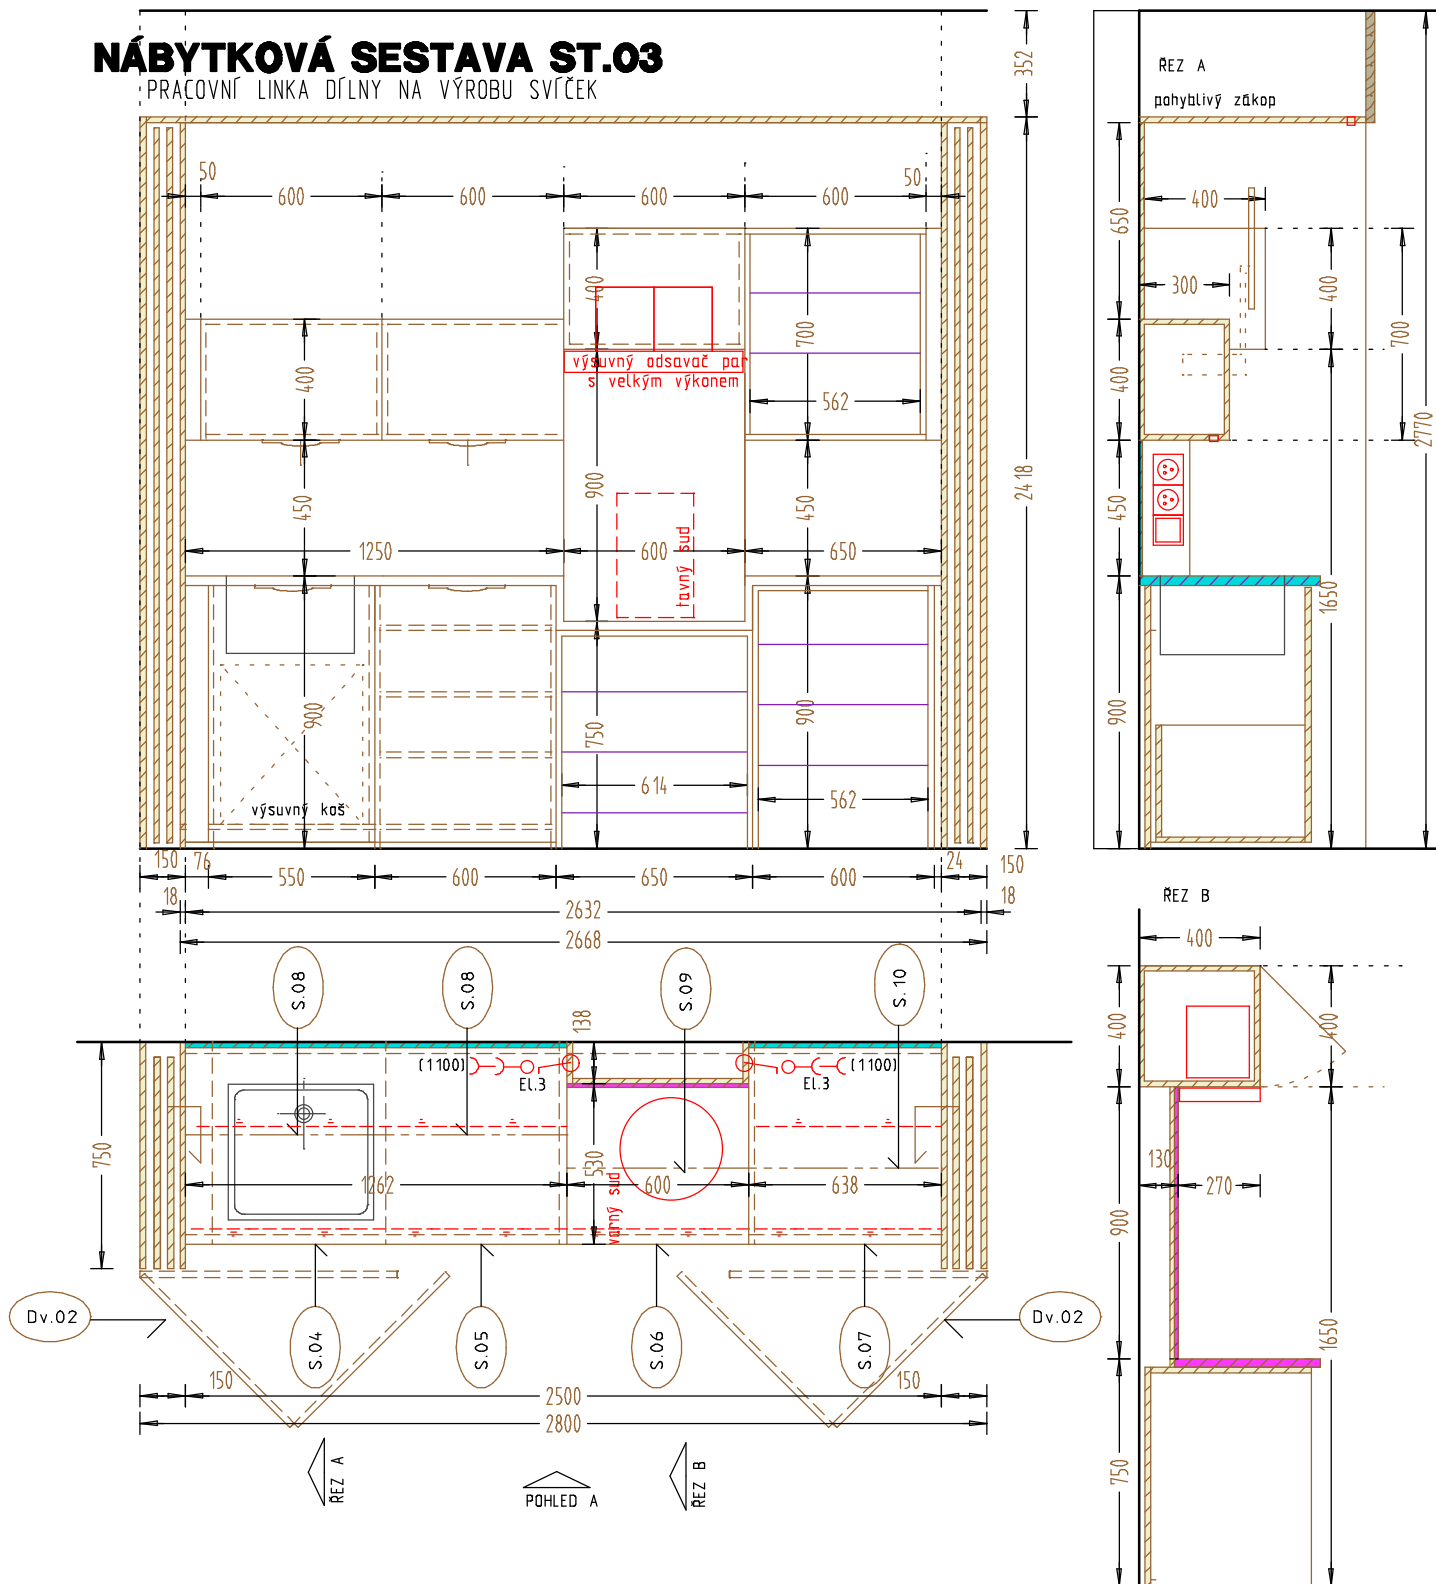 NÁBYTKOVÁ SESTAVA ST.03
PRACOVNÍ LINKA DÍLNY NA VÝROBU SVÍČEK
352
ŘEZ A
pohyblivý zákop
50
600
600
600
600
50
400
650
300
400
700
400
700
400
400
2770
výsuvný odsavač par
s velkým výkonem
562
2418
450
900
450
450
1250
600
650
tavný sud
1650
900
750
900
900
614
562
výsuvný koš
150
76
550
600
650
600
24
150
18
2632
18
2668
ŘEZ B
400
S.08
S.08
S.09
S.10
138
400
400
(1100)
EL.3
EL.3
(1100)
750
530
1262
600
638
varný sud
130
270
900
1650
Dv.02
Dv.02
S.04
S.05
S.06
S.07
150
2500
150
2800
750
ŘEZ A
POHLED A
ŘEZ B